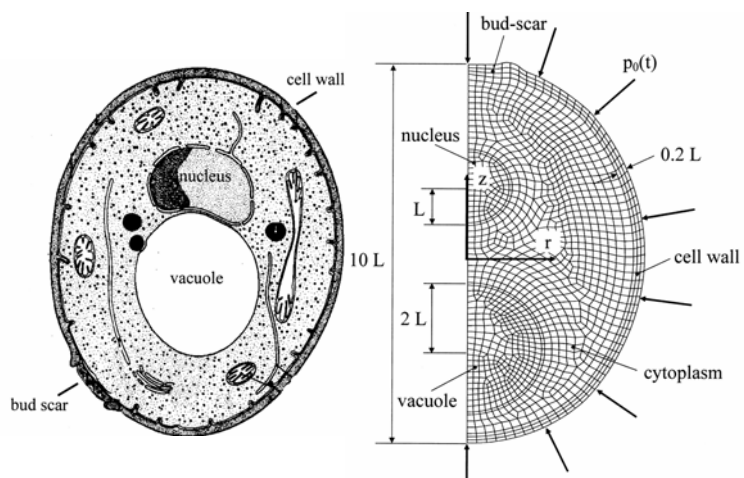 cell wall
nucleus
vacuole
bud scar
bud-scar
p₀(t)
nucleus
z
0.2 L
L
r
10 L
cell wall
2 L
cytoplasm
vacuole